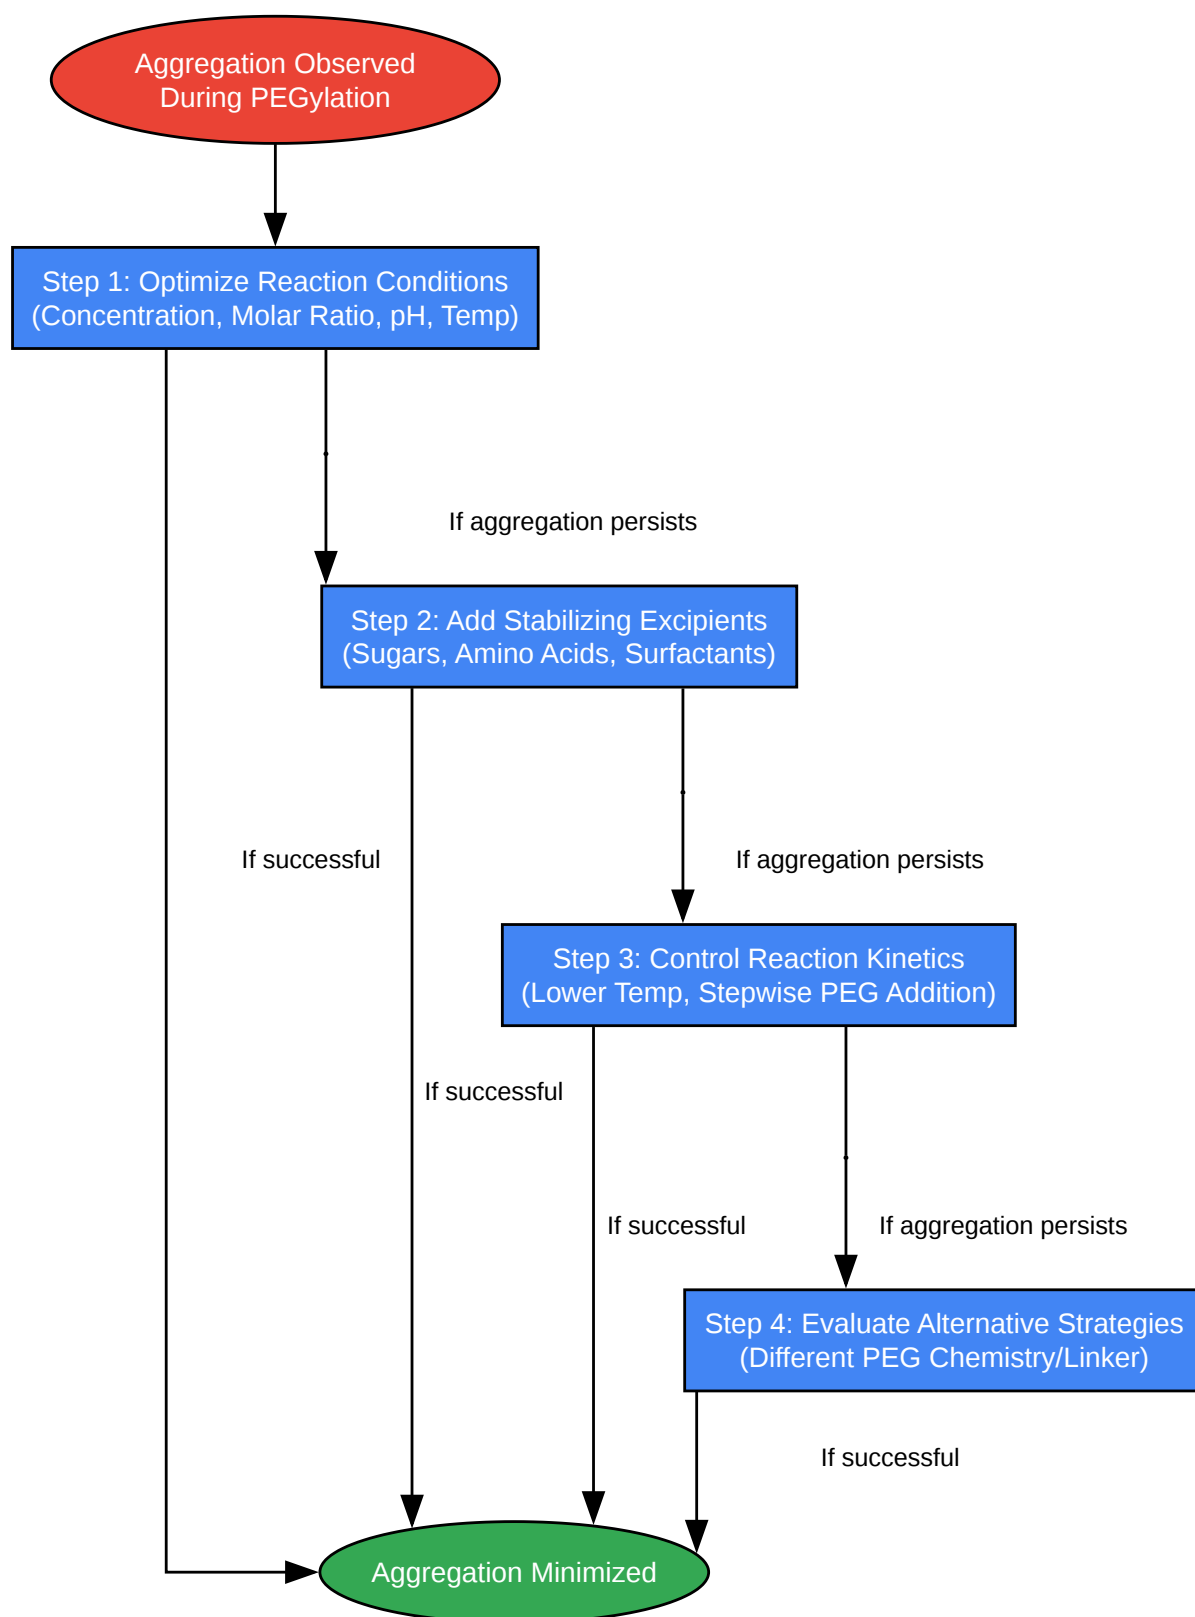 Aggregation Observed
During PEGylation
Step 1: Optimize Reaction Conditions
(Concentration, Molar Ratio, pH, Temp)
If aggregation persists
Step 2: Add Stabilizing Excipients
(Sugars, Amino Acids, Surfactants)
If successful
If aggregation persists
Step 3: Control Reaction Kinetics
(Lower Temp, Stepwise PEG Addition)
If successful
If successful
If aggregation persists
Step 4: Evaluate Alternative Strategies
(Different PEG Chemistry/Linker)
If successful
Aggregation Minimized